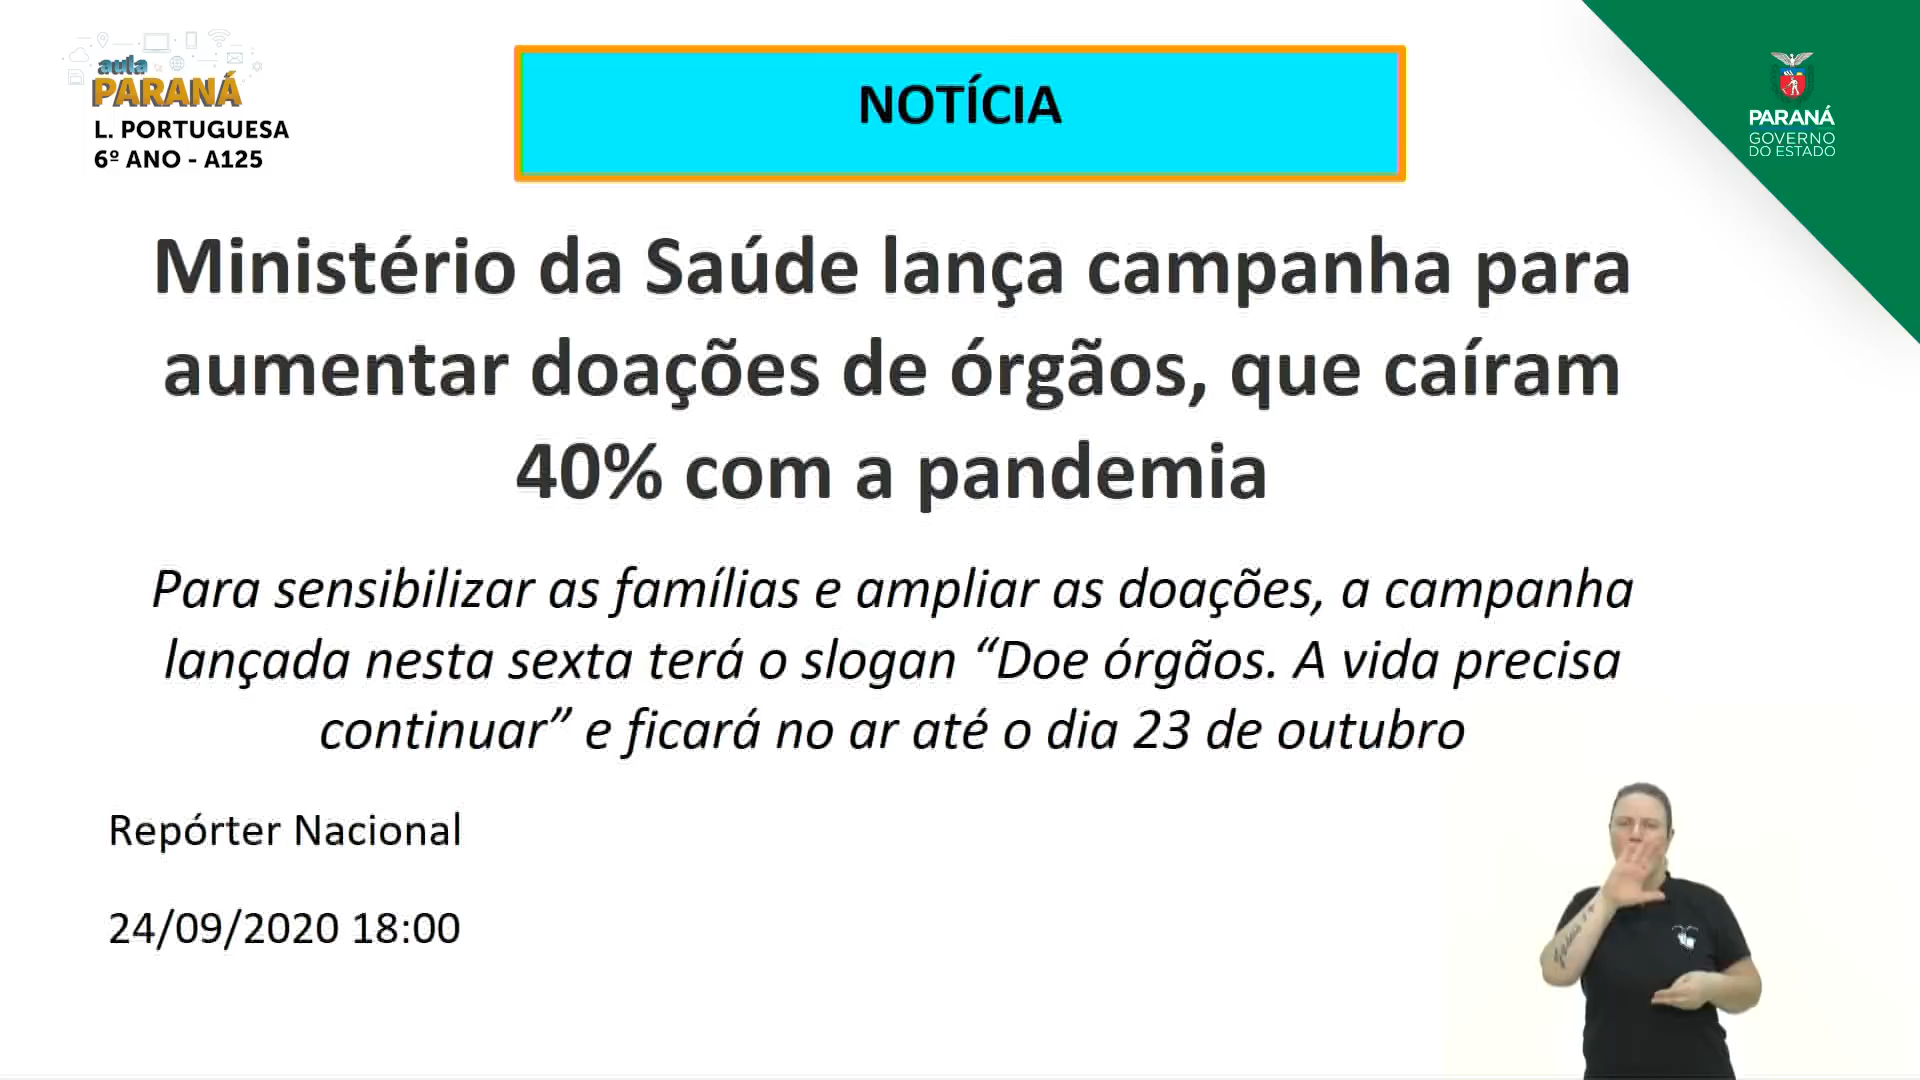 aula
PARANÁ
L. PORTUGUESA
6º ANO - A125
NOTÍCIA
PARANÁ
GOVERNO
DO ESTADO
Ministério da Saúde lança campanha para
aumentar doações de órgãos, que caíram
40% com a pandemia
Para sensibilizar as famílias e ampliar as doações, a campanha
lançada nesta sexta terá o slogan “Doe órgãos. A vida precisa
continuar” e ficará no ar até o dia 23 de outubro
Repórter Nacional
24/09/2020 18:00